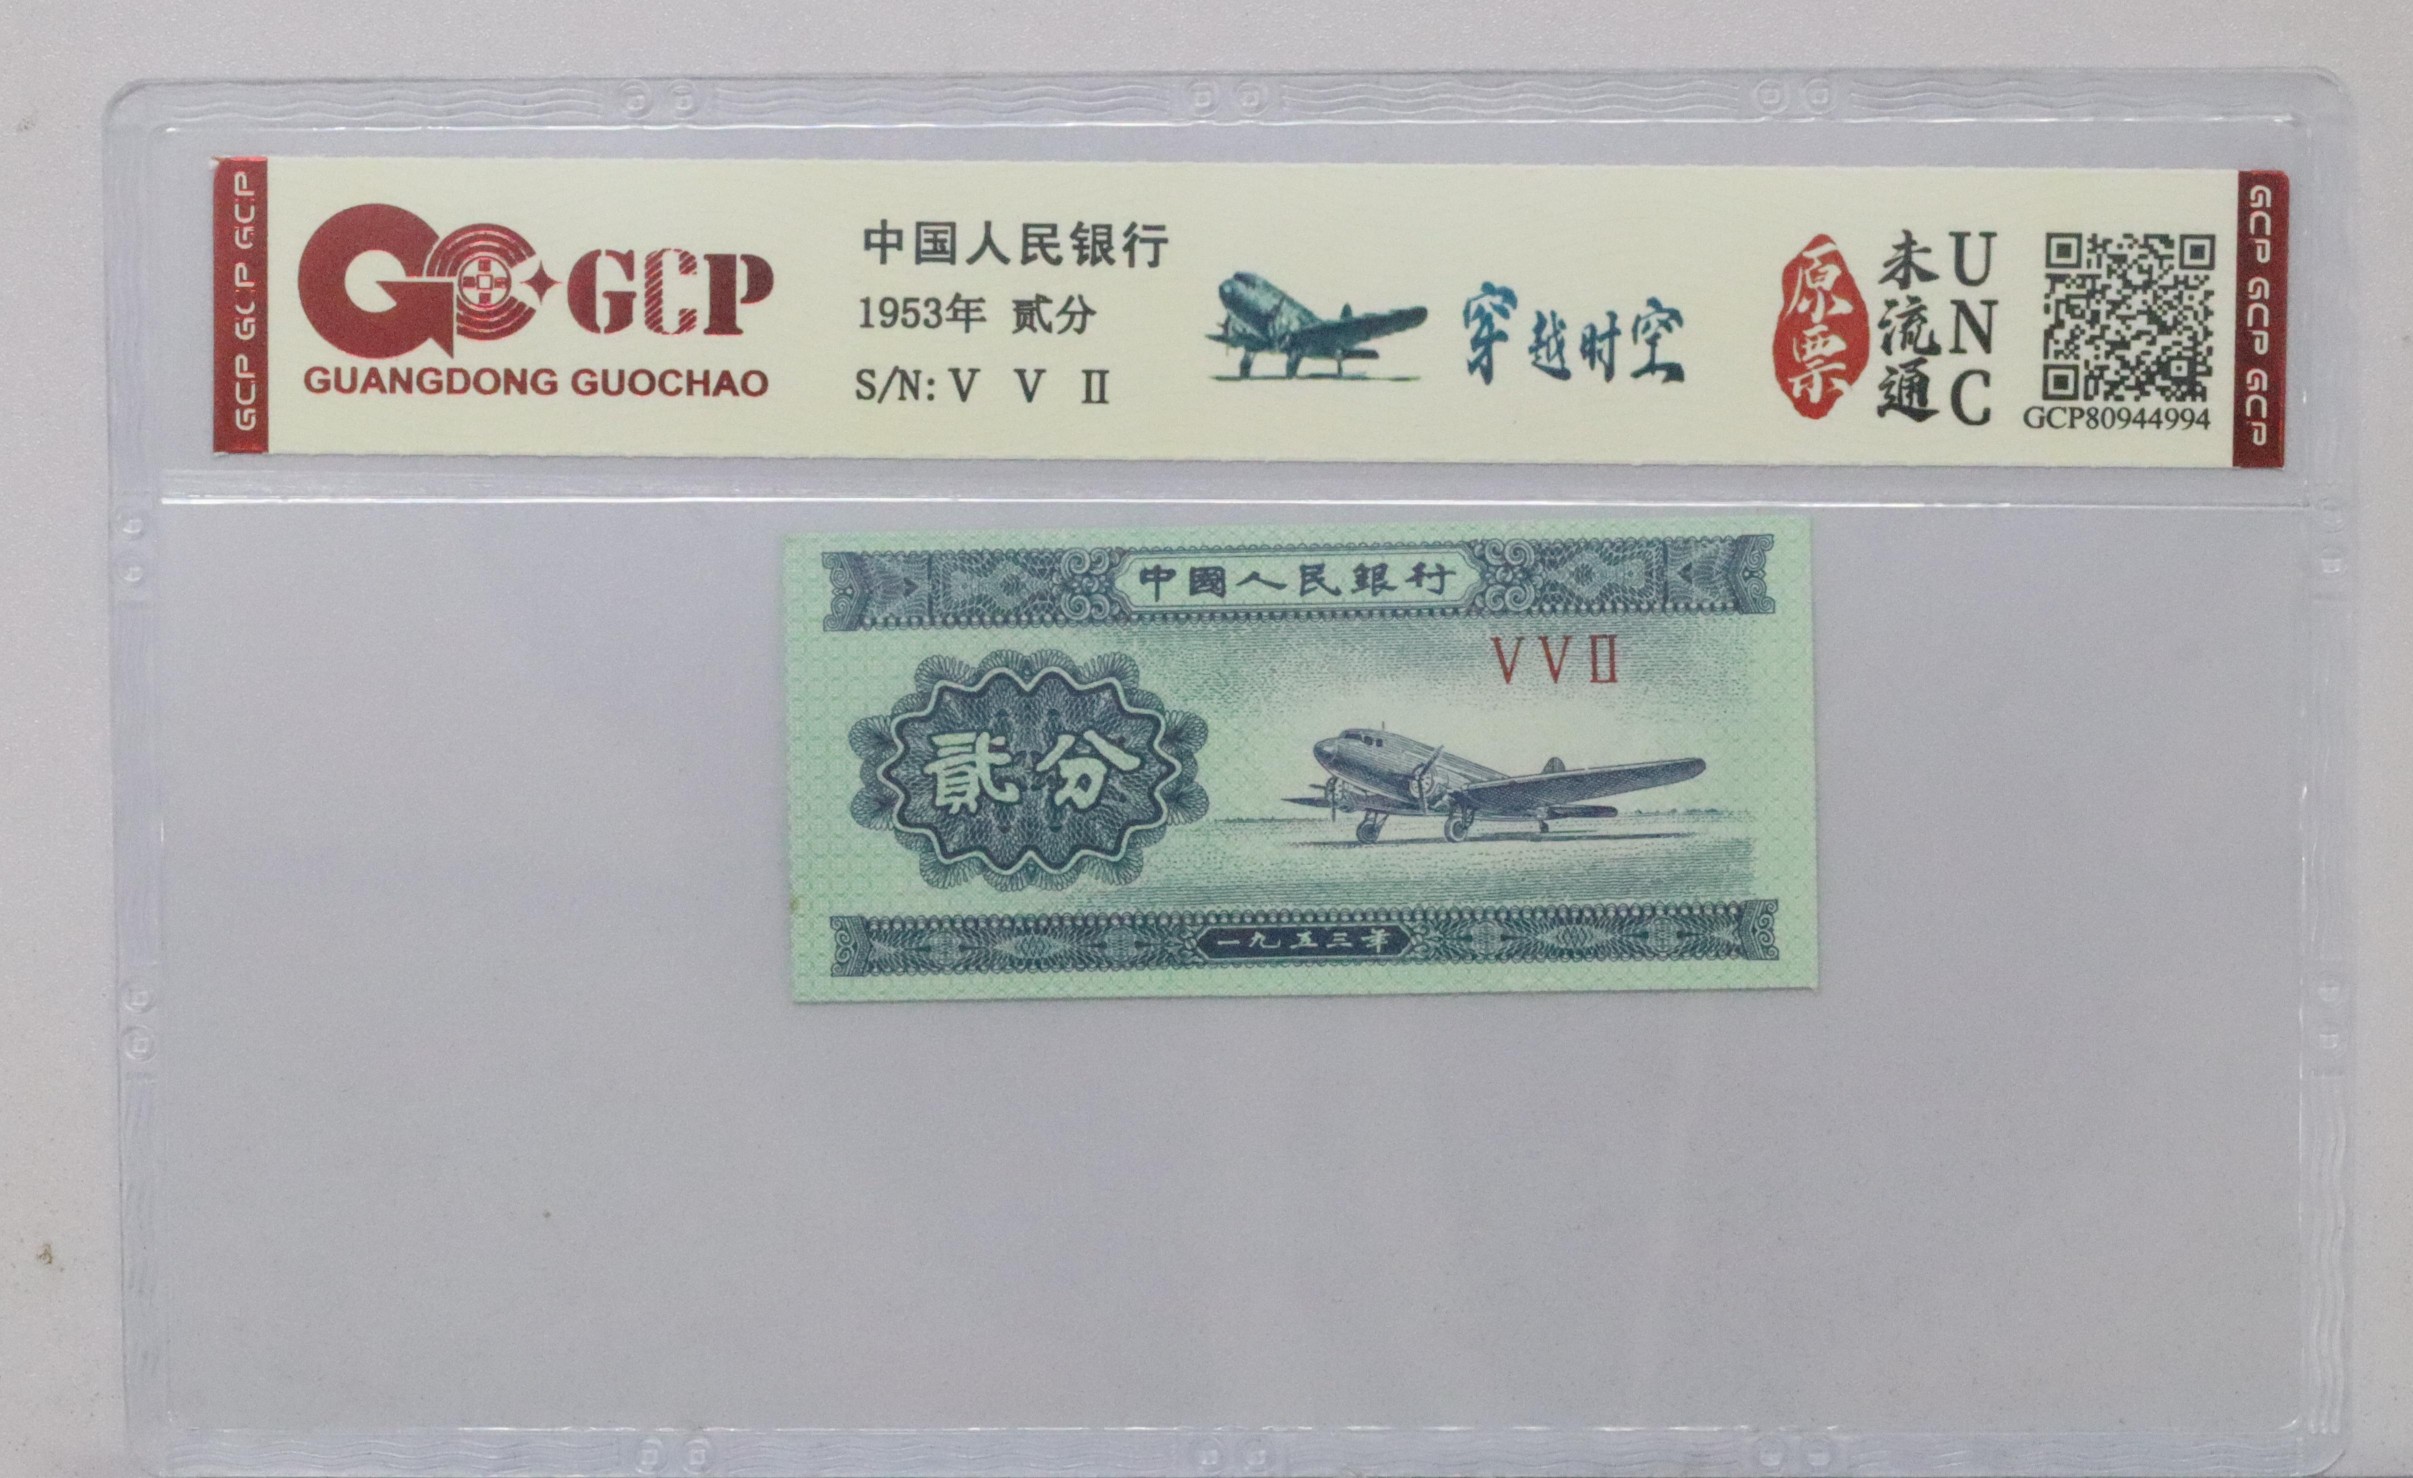 GCP GCP GCP
GCP
GUANGDONG GUOCHAO
中国人民银行
1953年 贰分
S/N: V V II
穿越时空
原票
未流通
UNC
GCP80944994
GCP GCP GCP
中國人民銀行
V V II
貳分
一九五三年